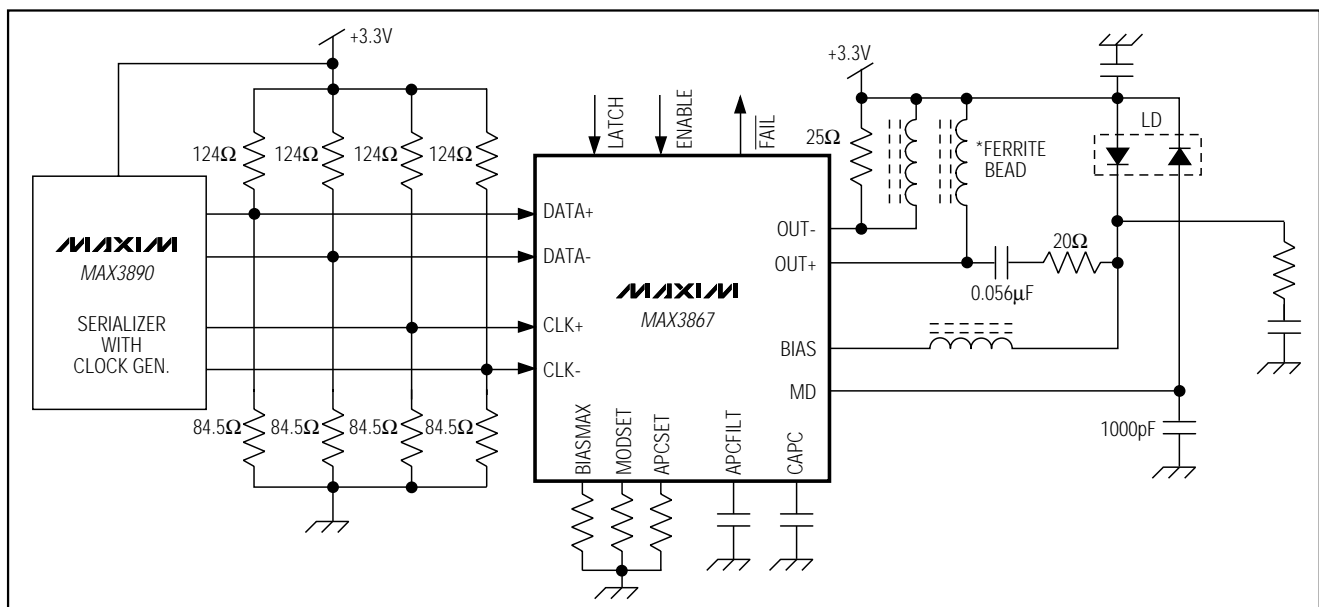 +3.3V
124Ω 124Ω 124Ω 124Ω
LATCH
ENABLE
FAIL
+3.3V
25Ω
*FERRITE
BEAD
LD
MAXIM
MAX3890
SERIALIZER
WITH
CLOCK GEN.
DATA+
DATA-
CLK+
CLK-
MAXIM
MAX3867
OUT-
OUT+
BIAS
MD
20Ω
0.056µF
1000pF
84.5Ω 84.5Ω 84.5Ω 84.5Ω
BIASMAX
MODSET
APCSET
APCFILT
CAPC